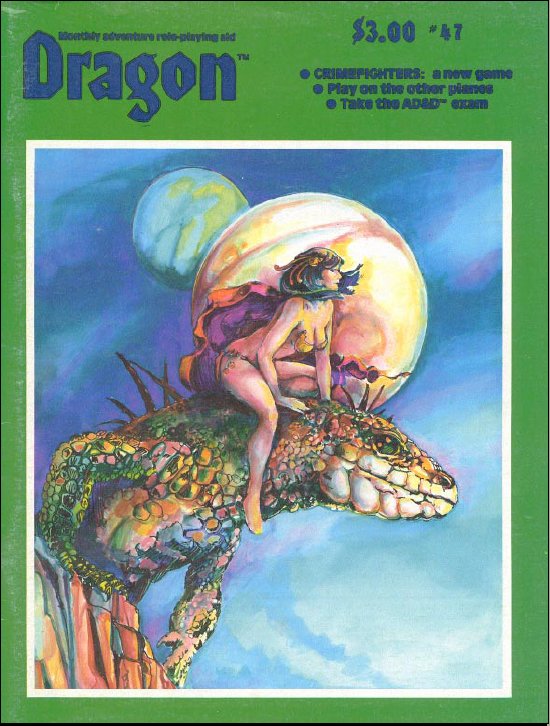 Monthly adventure role-playing aid
Dragon™
$3.00 #47
● CRIMEFIGHTERS: a new game
● Play on the other planes
● Take the AD&D™ exam